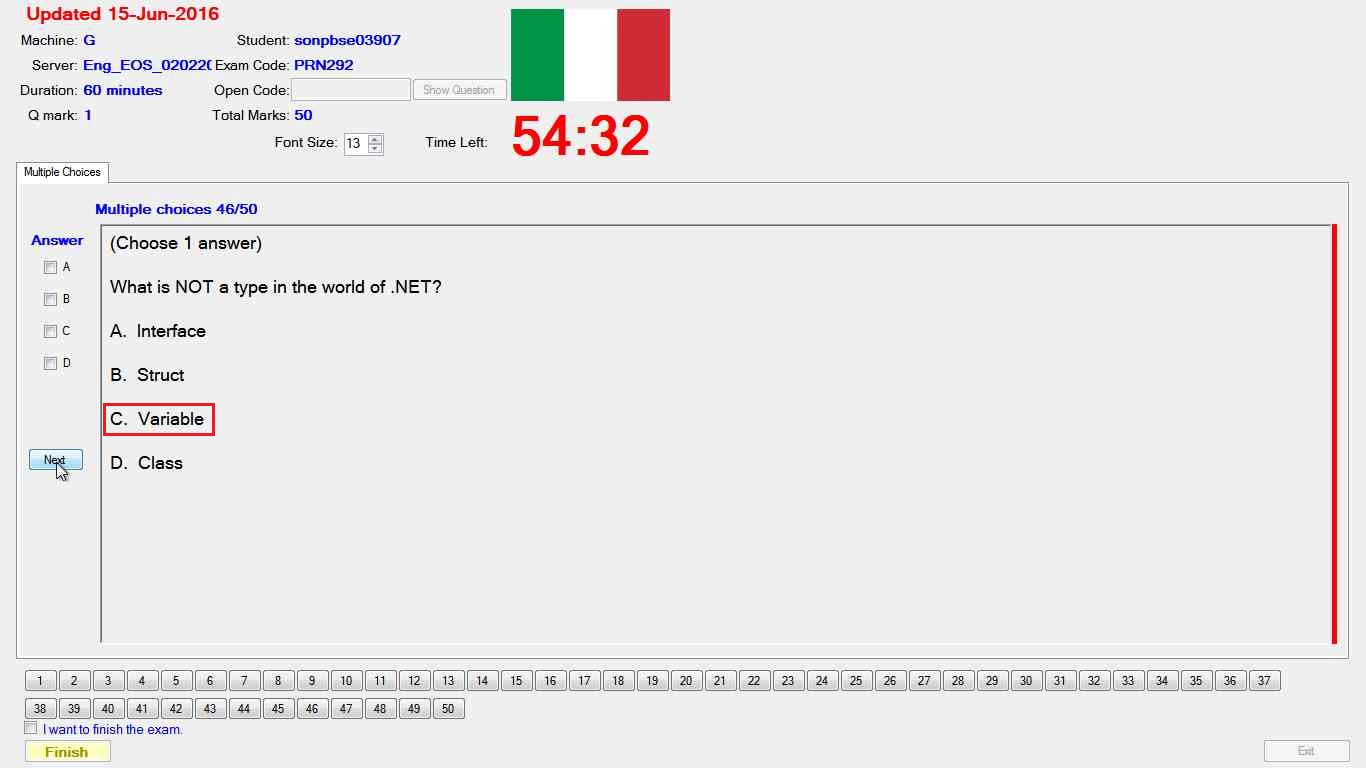 Updated 15-Jun-2016
Machine: G Student: sonpbse03907
Server: Eng_EOS_02022 Exam Code: PRN292
Duration: 60 minutes Open Code: Show Question
Q mark: 1 Total Marks: 50
Font Size: 13 Time Left: 54:32
Multiple Choices
Multiple choices 46/50
Answer
(Choose 1 answer)
A
What is NOT a type in the world of .NET?
B
A. Interface
C
D
B. Struct
C. Variable
Next
D. Class
1 2 3 4 5 6 7 8 9 10 11 12 13 14 15 16 17 18 19 20 21 22 23 24 25 26 27 28 29 30 31 32 33 34 35 36 37
38 39 40 41 42 43 44 45 46 47 48 49 50
I want to finish the exam.
Finish Exit